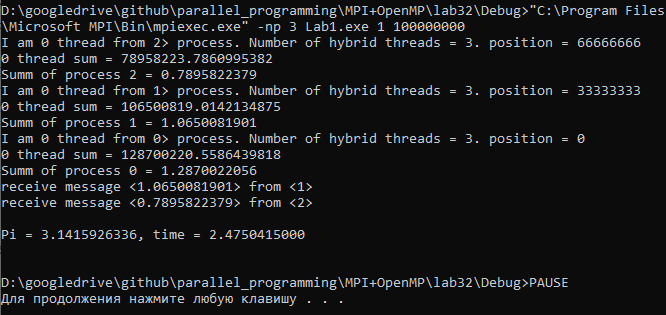 D:\googledrive\github\parallel_programming\MPI+OpenMP\lab32\Debug>"C:\Program Files
\Microsoft MPI\Bin\mpiexec.exe" -np 3 Lab1.exe 1 100000000
I am 0 thread from 2> process. Number of hybrid threads = 3. position = 66666666
0 thread sum = 78958223.7860995382
Summ of process 2 = 0.7895822379
I am 0 thread from 1> process. Number of hybrid threads = 3. position = 33333333
0 thread sum = 106500819.0142134875
Summ of process 1 = 1.0650081901
I am 0 thread from 0> process. Number of hybrid threads = 3. position = 0
0 thread sum = 128700220.5586439818
Summ of process 0 = 1.2870022056
receive message <1.0650081901> from <1>
receive message <0.7895822379> from <2>
Pi = 3.1415926336, time = 2.4750415000
D:\googledrive\github\parallel_programming\MPI+OpenMP\lab32\Debug>PAUSE
Для продолжения нажмите любую клавишу . . .